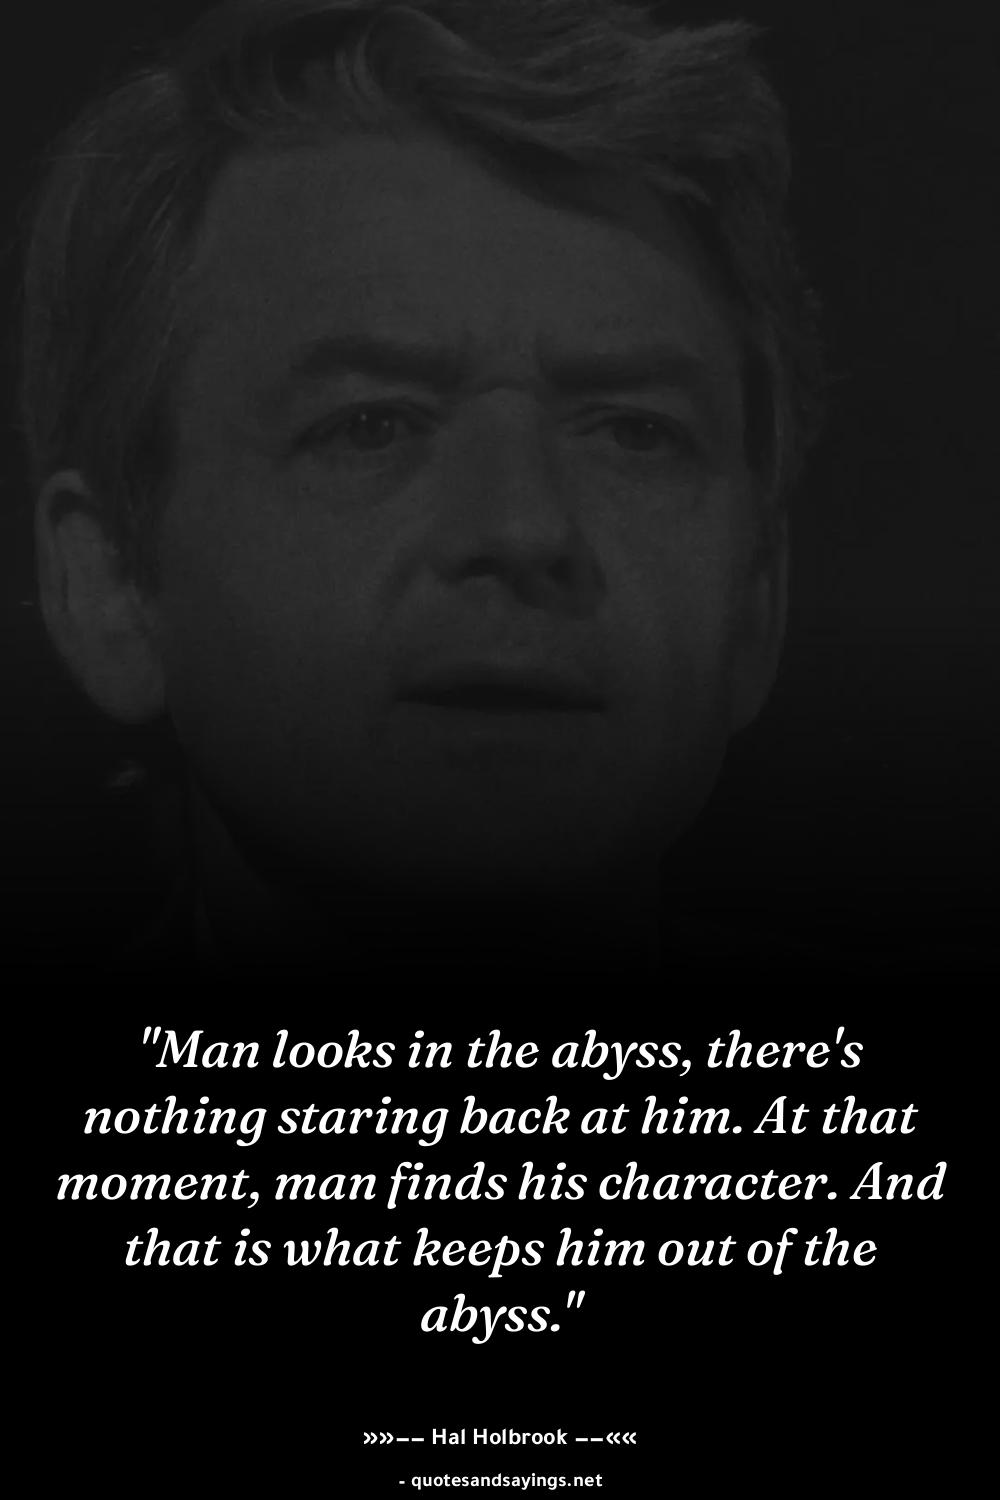 "Man looks in the abyss, there's
nothing staring back at him. At that
moment, man finds his character. And
that is what keeps him out of the
abyss."
»»−− Hal Holbrook −−««
- quotesandsayings.net